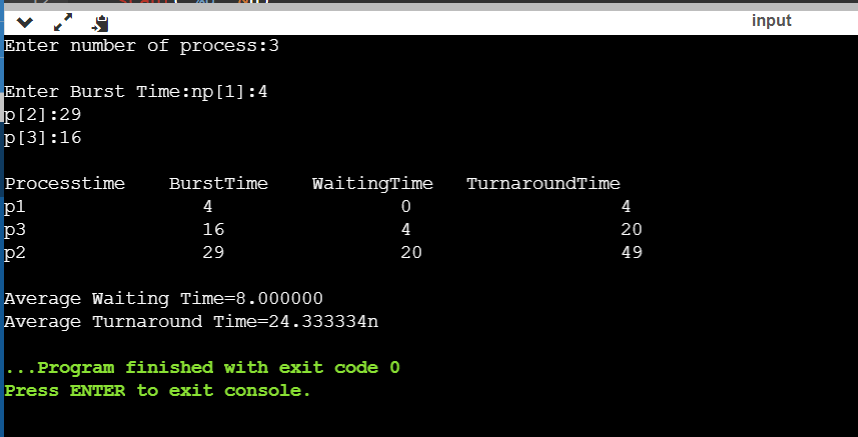 input
Enter number of process:3
Enter Burst Time:np[1]:4
p[2]:29
p[3]:16
Processtime BurstTime WaitingTime TurnaroundTime
p1 4 0 4
p3 16 4 20
p2 29 20 49
Average Waiting Time=8.000000
Average Turnaround Time=24.333334n
...Program finished with exit code 0
Press ENTER to exit console.